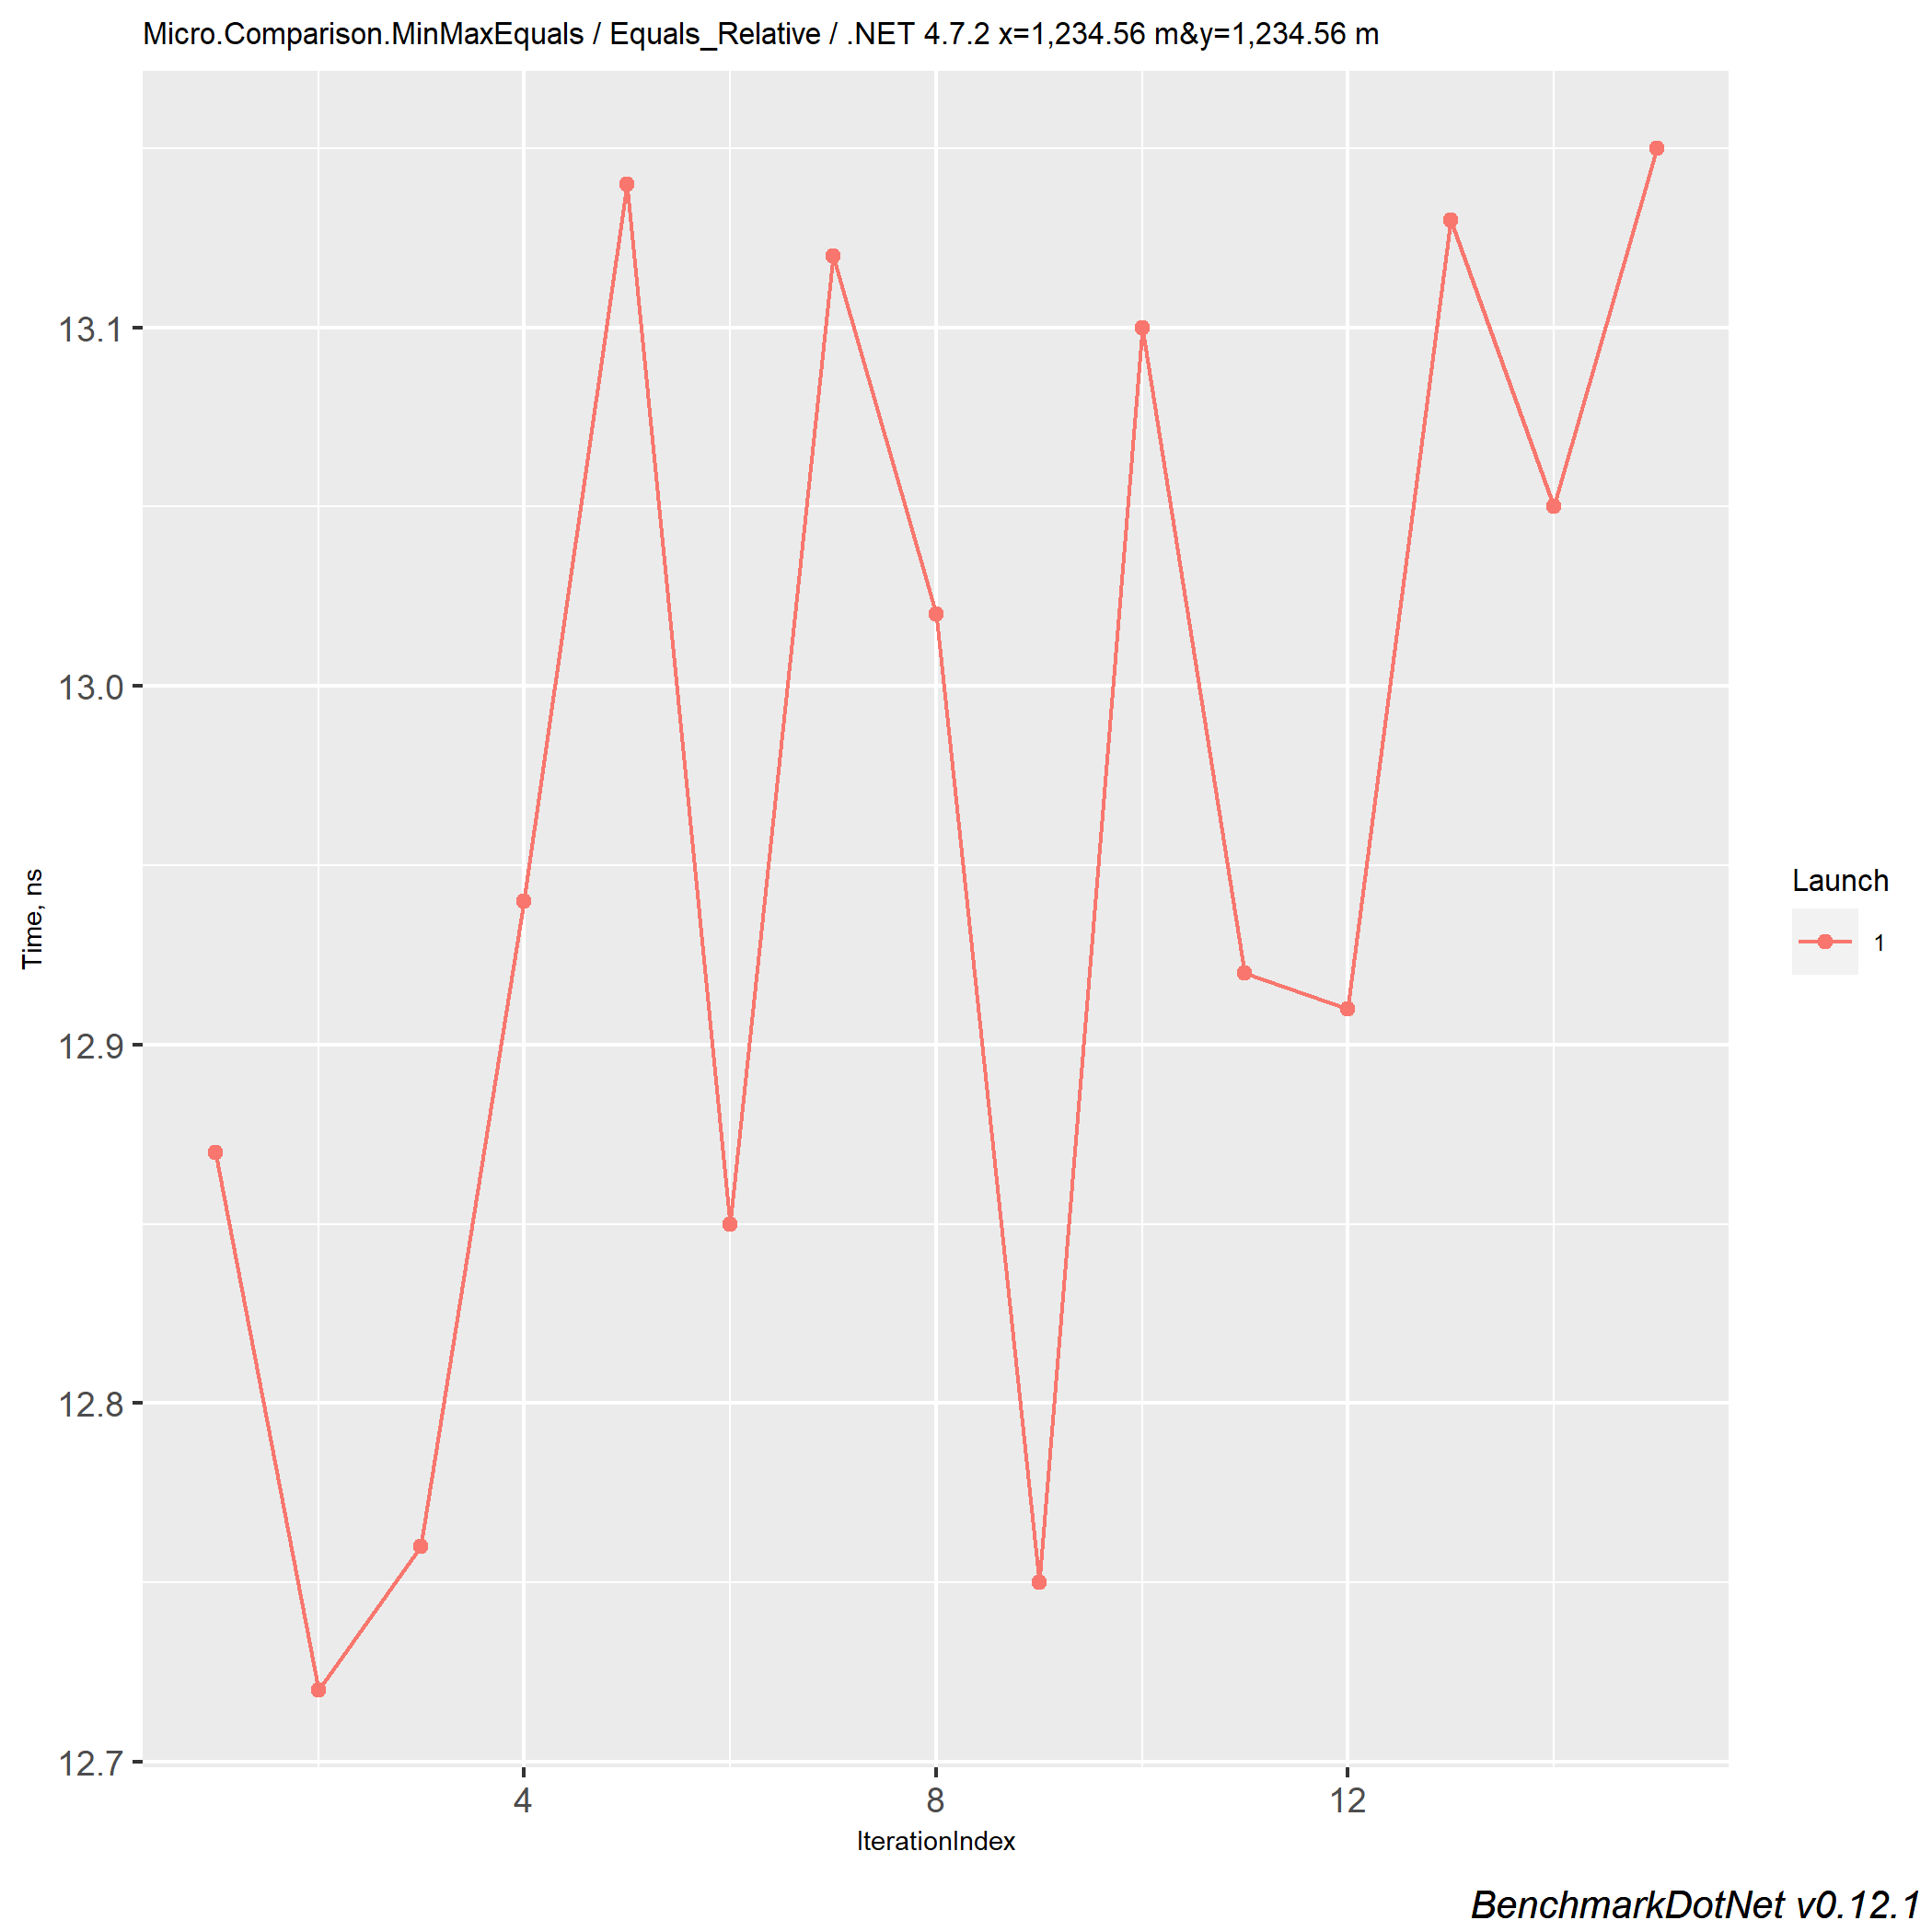 Micro.Comparison.MinMaxEquals / Equals_Relative / .NET 4.7.2 x=1,234.56 m&y=1,234.56 m
13.1
13.0
12.9
12.8
12.7
Time, ns
4 8 12
IterationIndex
Launch
1
BenchmarkDotNet v0.12.1